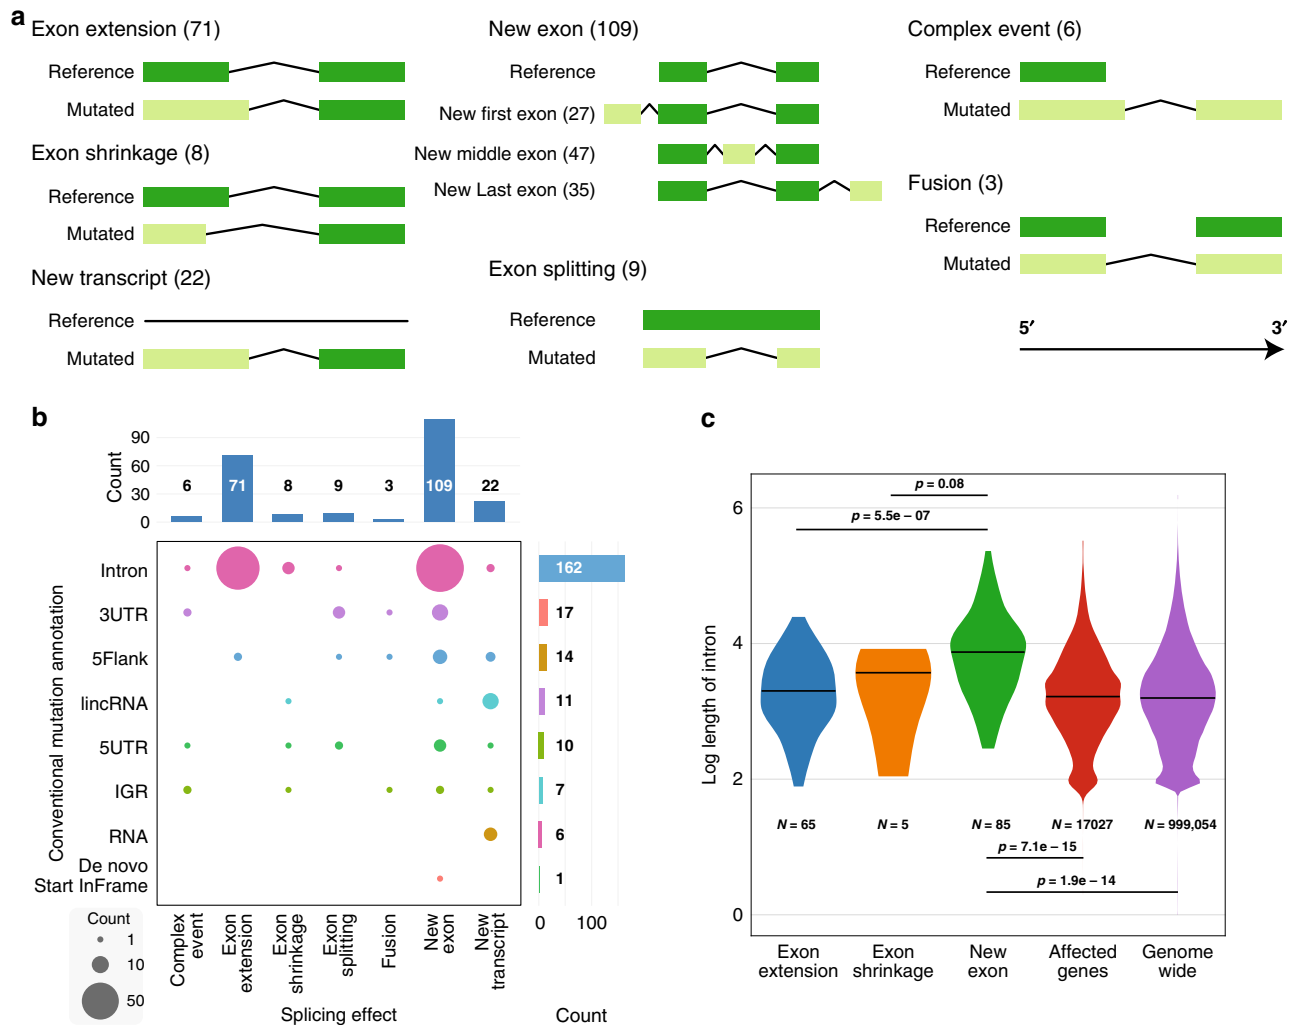 a
Exon extension (71)
Reference
Mutated
Exon shrinkage (8)
Reference
Mutated
New transcript (22)
Reference
Mutated
New exon (109)
Reference
New first exon (27)
New middle exon (47)
New Last exon (35)
Exon splitting (9)
Reference
Mutated
Complex event (6)
Reference
Mutated
Fusion (3)
Reference
Mutated
5′ 3′
b
Count
90
60
30
0
6 71 8 9 3 109 22
Conventional mutation annotation
Intron 162
3UTR 17
5Flank 14
lincRNA 11
5UTR 10
IGR 7
RNA 6
De novo
Start InFrame 1
0 100
Count
Count
1
10
50
Complex
event
Exon
extension
Exon
shrinkage
Exon
splitting
Fusion
New
exon
New
transcript
Splicing effect
c
Log length of intron
6
4
2
0
p = 0.08
p = 5.5e – 07
N = 65 N = 5 N = 85 N = 17027 N = 999,054
p = 7.1e – 15
p = 1.9e – 14
Exon
extension
Exon
shrinkage
New
exon
Affected
genes
Genome
wide